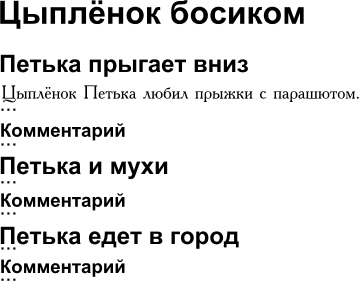 Цыплёнок босиком
Петька прыгает вниз
Цыплёнок Петька любил прыжки с парашютом.
...
Комментарий
...
Петька и мухи
...
Комментарий
...
Петька едет в город
...
Комментарий
...